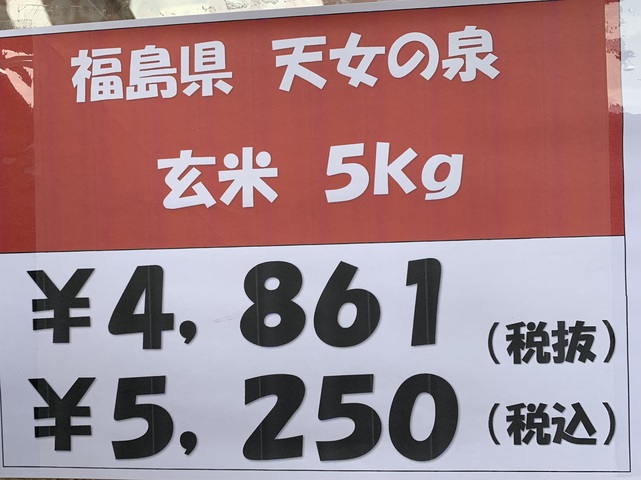 福島県 天女の泉
玄米 5kg
¥4,861 (税抜)
¥5,250 (税込)